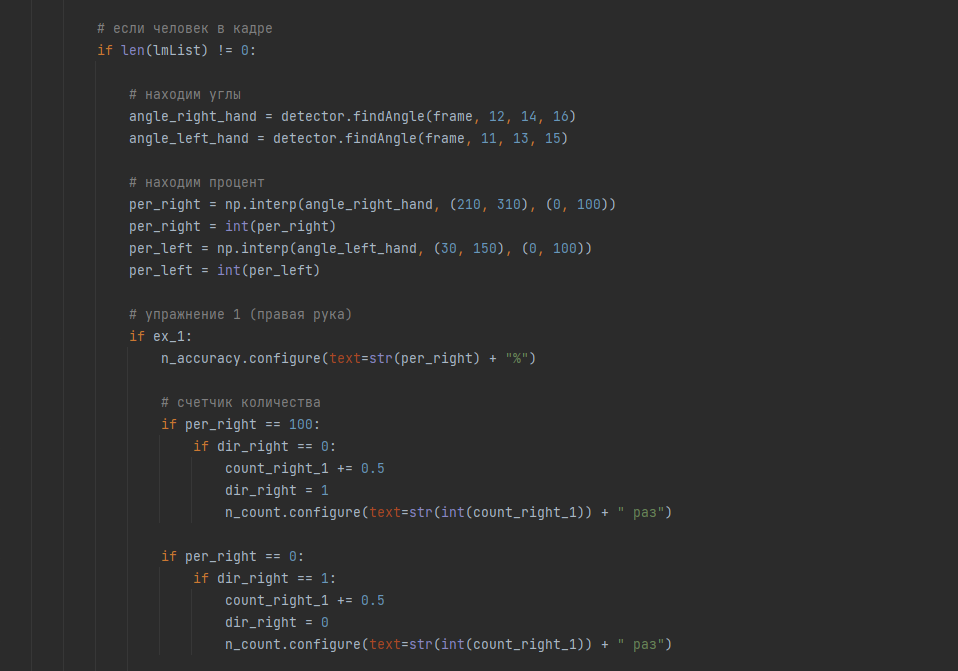 # если человек в кадре
if len(lmList) != 0:
# находим углы
angle_right_hand = detector.findAngle(frame, 12, 14, 16)
angle_left_hand = detector.findAngle(frame, 11, 13, 15)
# находим процент
per_right = np.interp(angle_right_hand, (210, 310), (0, 100))
per_right = int(per_right)
per_left = np.interp(angle_left_hand, (30, 150), (0, 100))
per_left = int(per_left)
# упражнение 1 (правая рука)
if ex_1:
n_accuracy.configure(text=str(per_right) + "%")
# счетчик количества
if per_right == 100:
if dir_right == 0:
count_right_1 += 0.5
dir_right = 1
n_count.configure(text=str(int(count_right_1)) + " раз")
if per_right == 0:
if dir_right == 1:
count_right_1 += 0.5
dir_right = 0
n_count.configure(text=str(int(count_right_1)) + " раз")